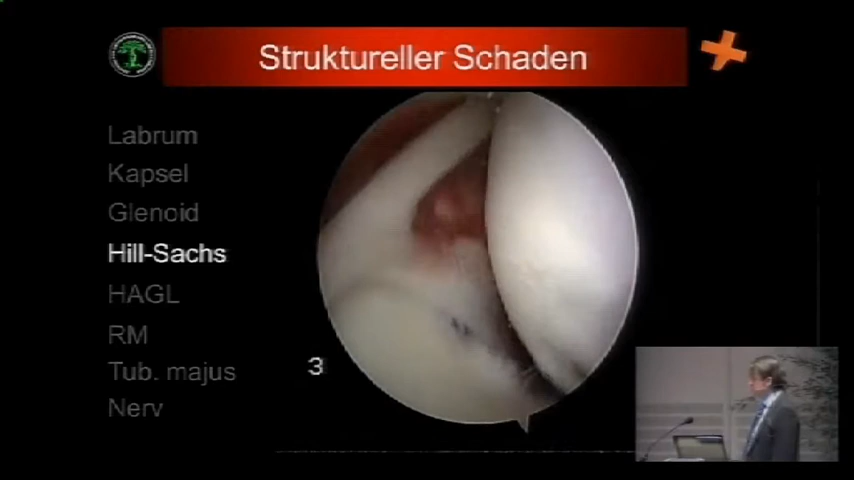 Struktureller Schaden
Labrum
Kapsel
Glenoid
Hill-Sachs
HAGL
RM
Tub. majus
Nerv
3